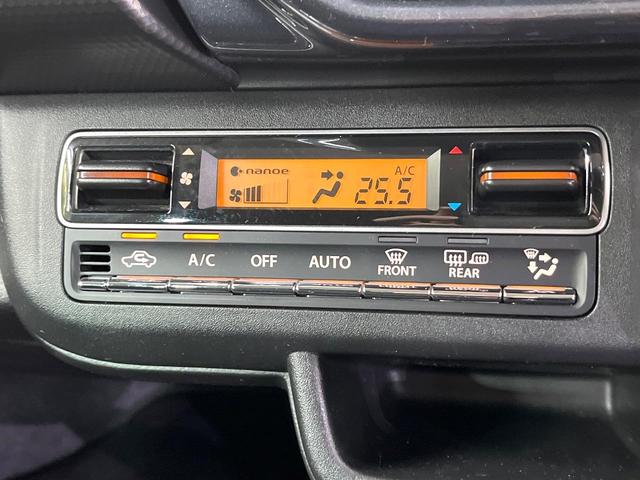 nanoe
A/C
25.5
A/C OFF AUTO FRONT REAR